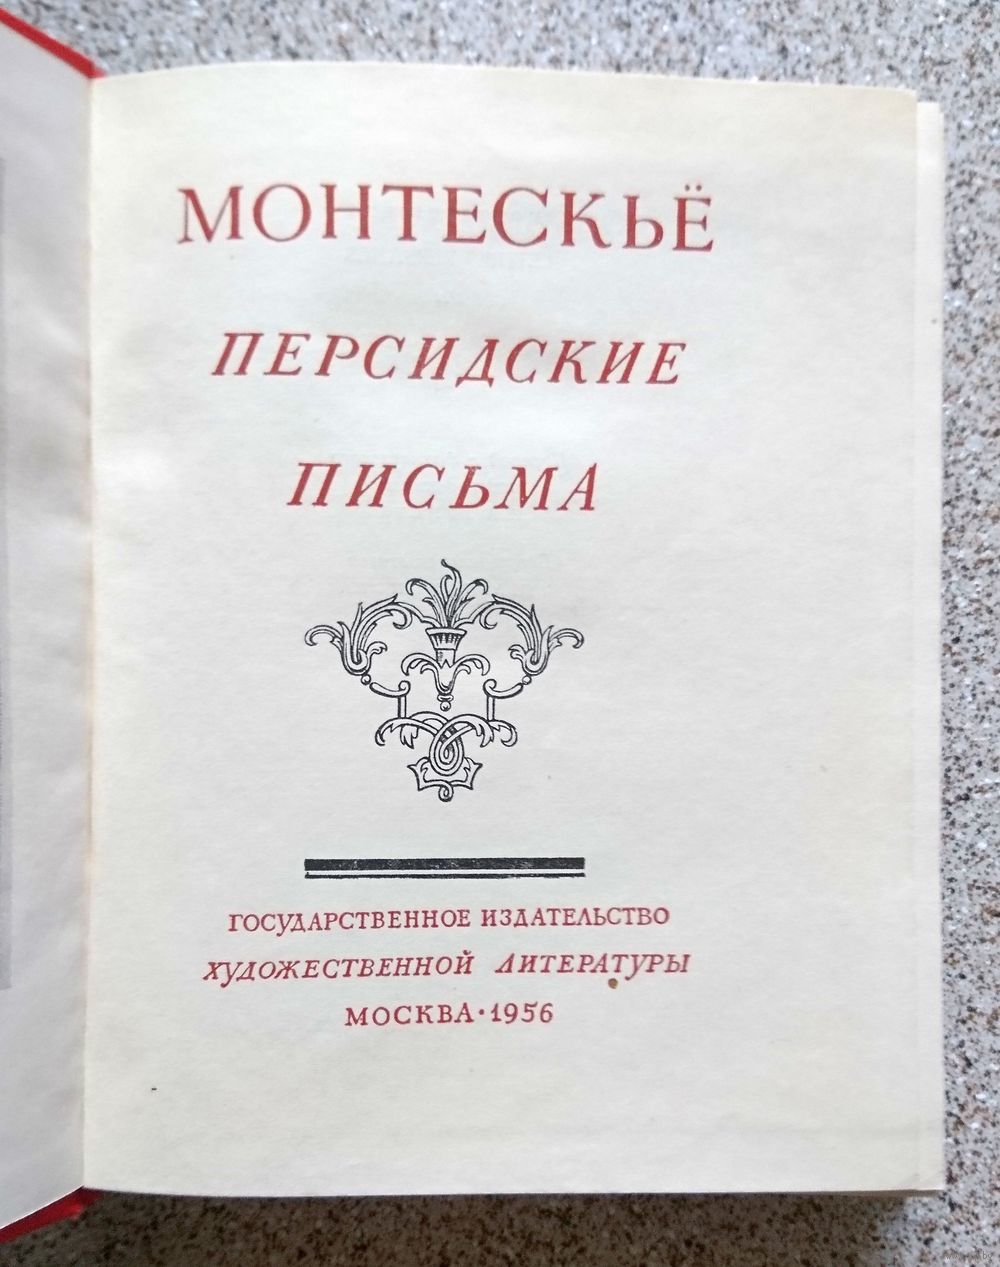 МОНТЕСКЬЁ
ПЕРСИДСКИЕ
ПИСЬМА
ГОСУДАРСТВЕННОЕ ИЗДАТЕЛЬСТВО
ХУДОЖЕСТВЕННОЙ ЛИТЕРАТУРЫ
МОСКВА · 1956